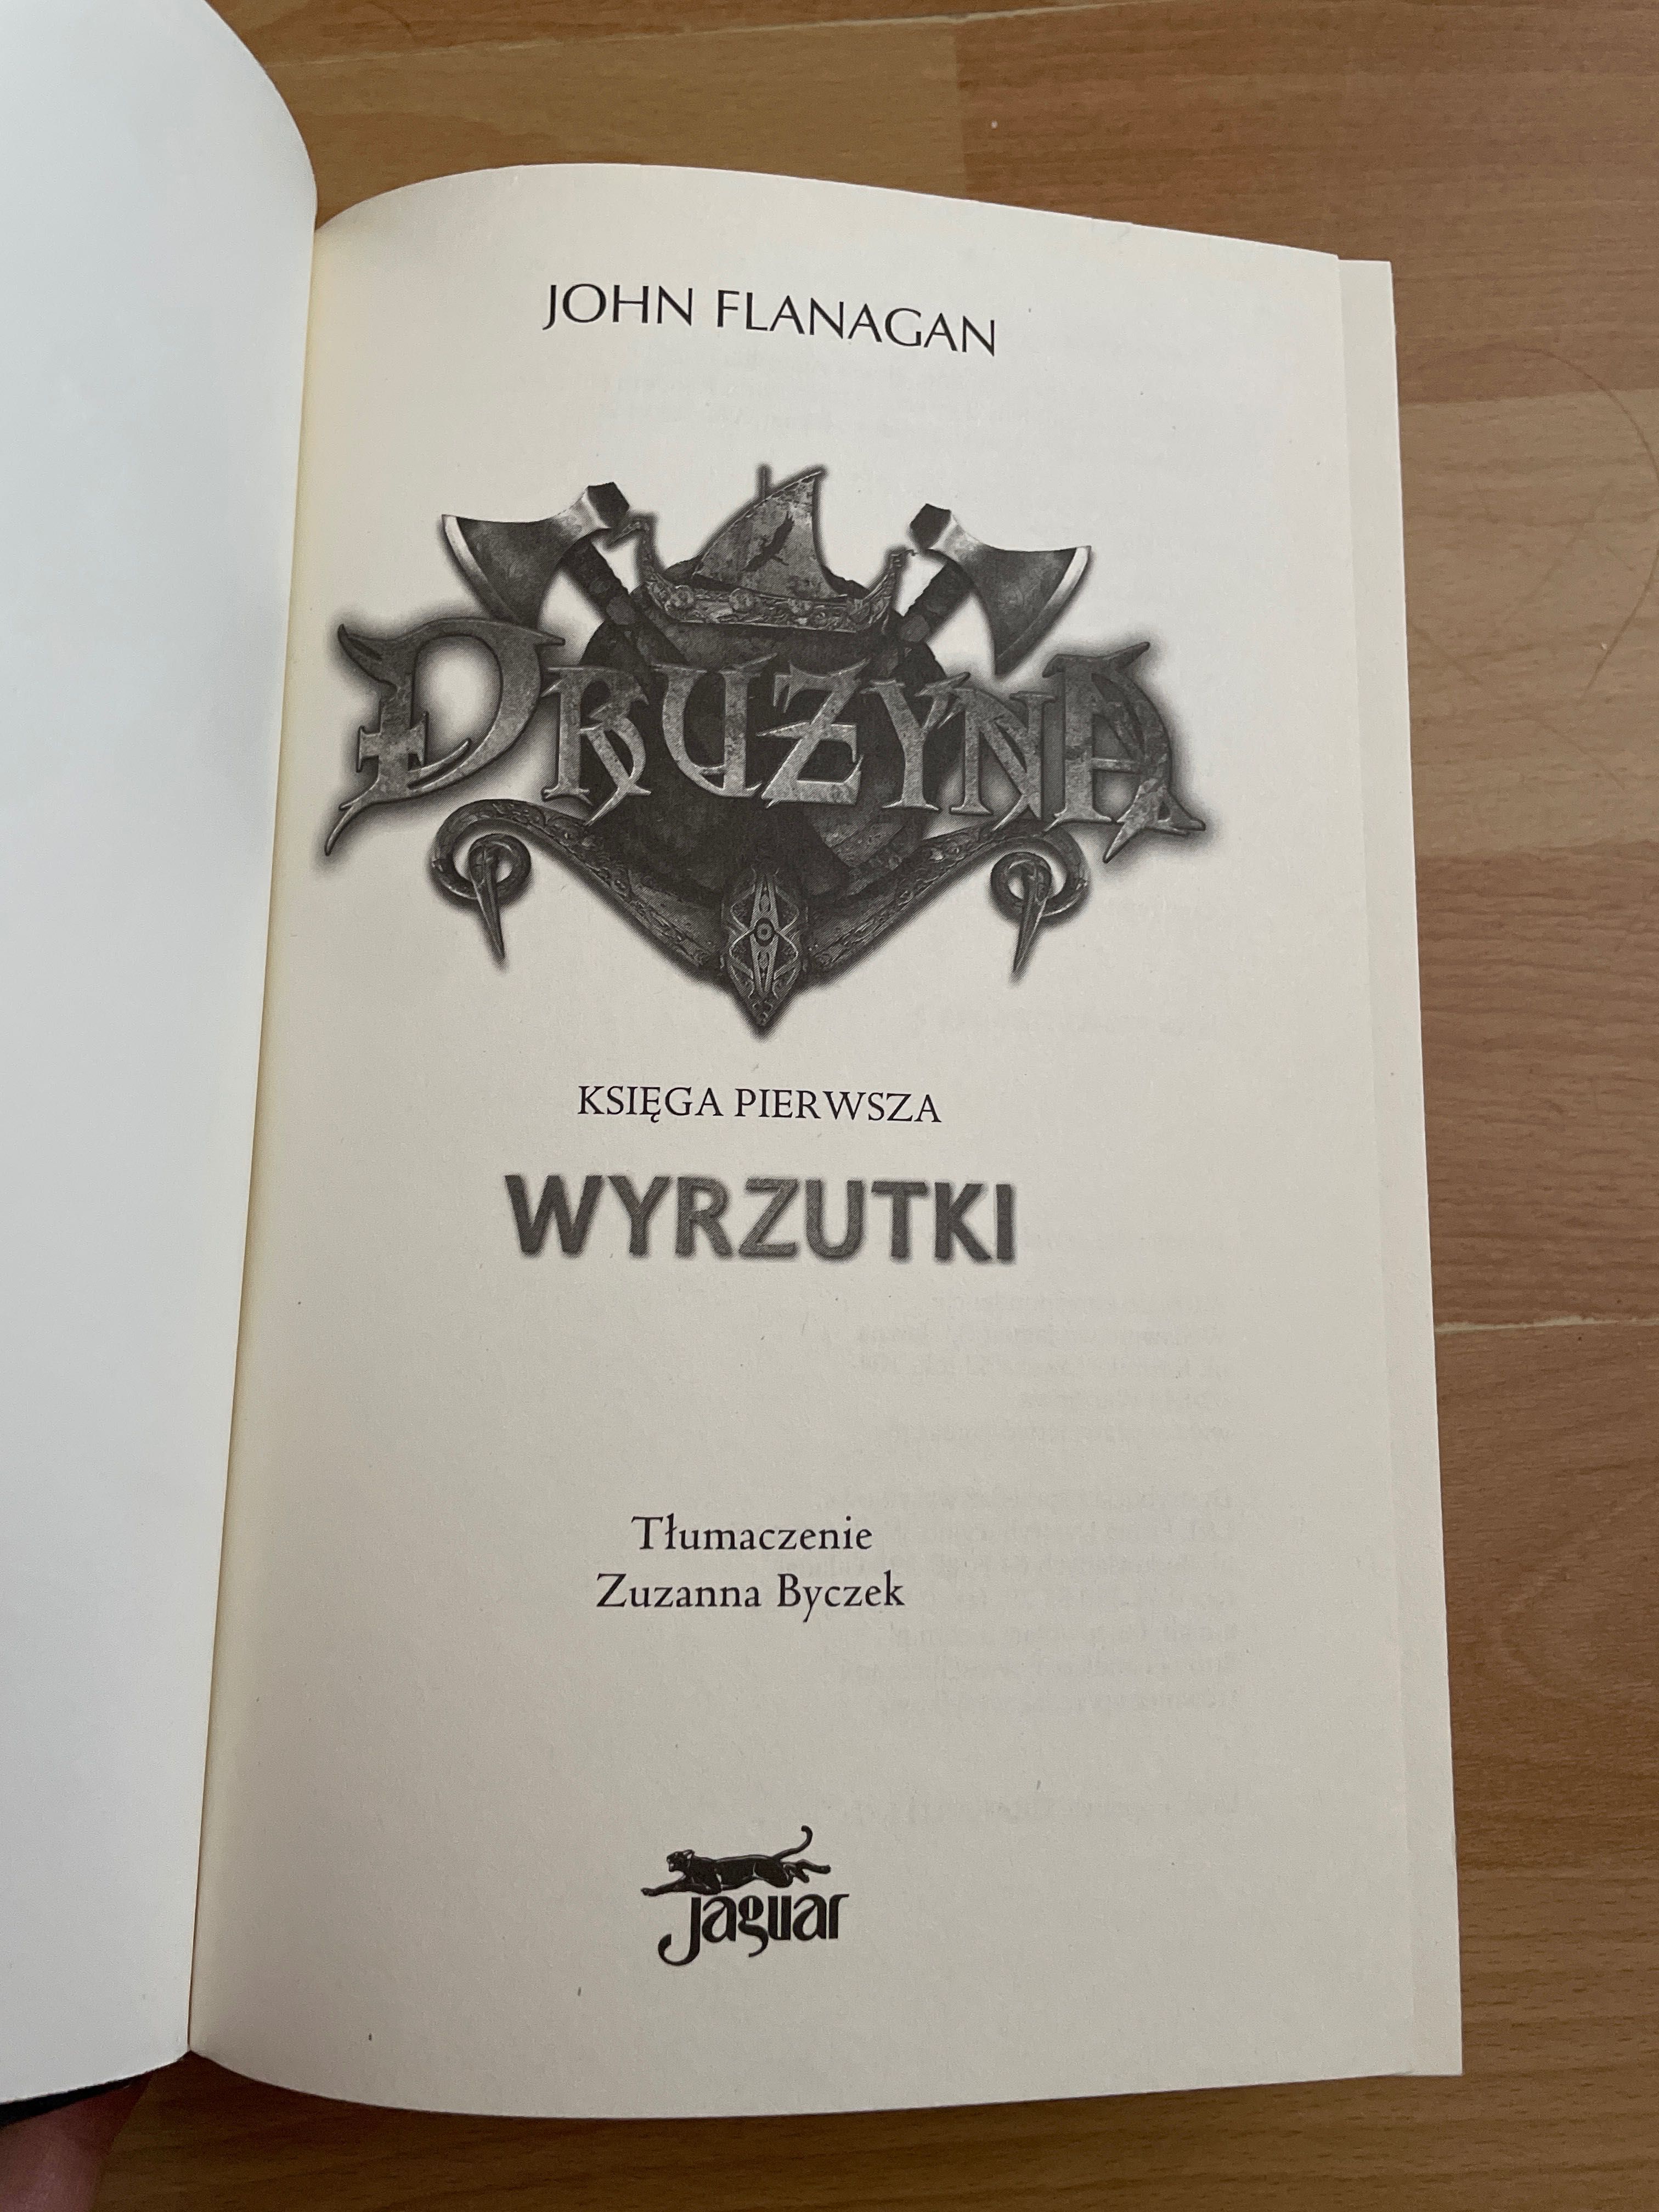 JOHN FLANAGAN
DRUŻYNA
KSIĘGA PIERWSZA
WYRZUTKI
Tłumaczenie
Zuzanna Byczek
jaguar